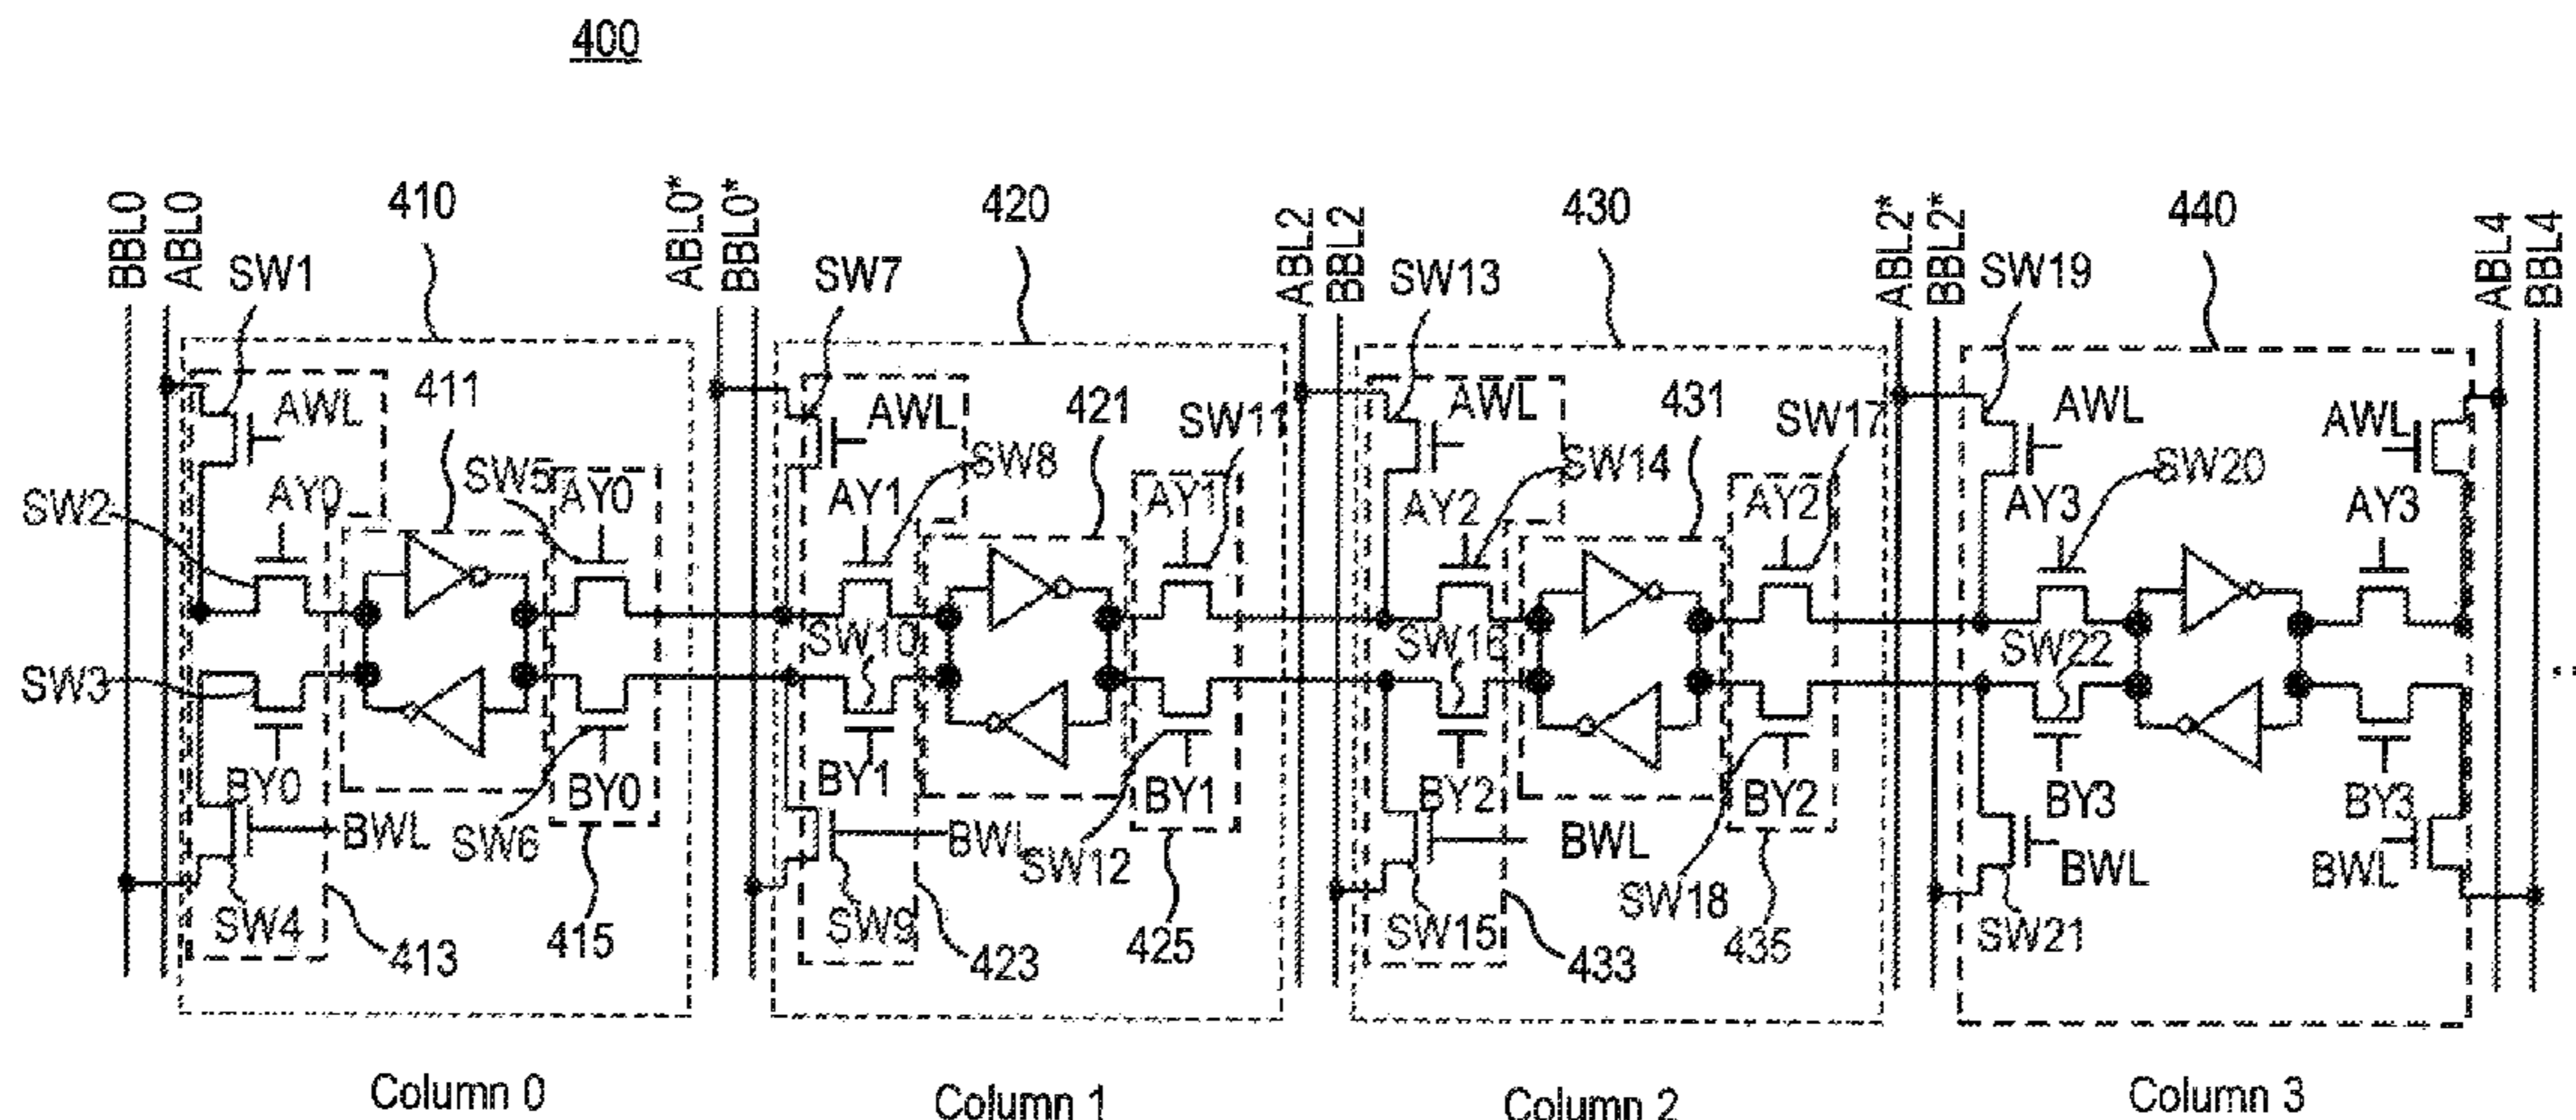 400
BBL0
ABL0
410
ABL0*
BBL0*
420
ABL2
BBL2
430
ABL2*
BBL2*
440
ABL4
BBL4
SW1
SW7
SW13
SW19
AWL
411
AWL
421
AWL
431
AWL
AWL
SW2
AY0
SW5
AY0
AY1
SW8
SW11
AY1
AY2
SW14
SW17
AY2
AY3
SW20
AY3
SW3
SW10
SW16
SW22
BY0
BWL
SW6
BY0
BY1
BWL
SW12
BY1
BY2
BWL
SW18
BY2
BY3
BWL
BY3
BWL
SW4
413
415
SW9
423
425
SW15
433
435
SW21
Column 0
Column 1
Column 2
Column 3